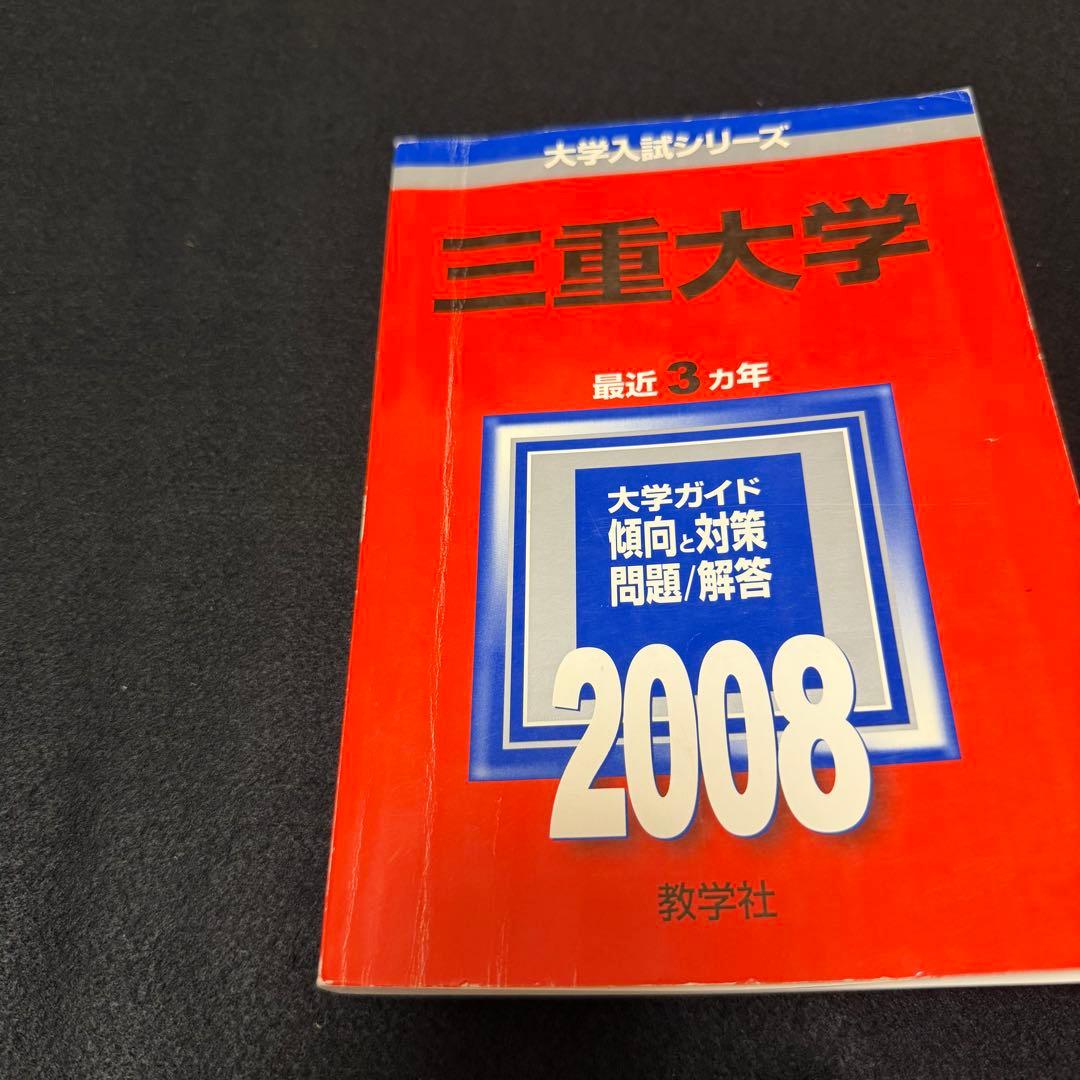 大学入試シリーズ
三重大学
最近3ヵ年
大学ガイド
傾向と対策
問題/解答
2008
教学社